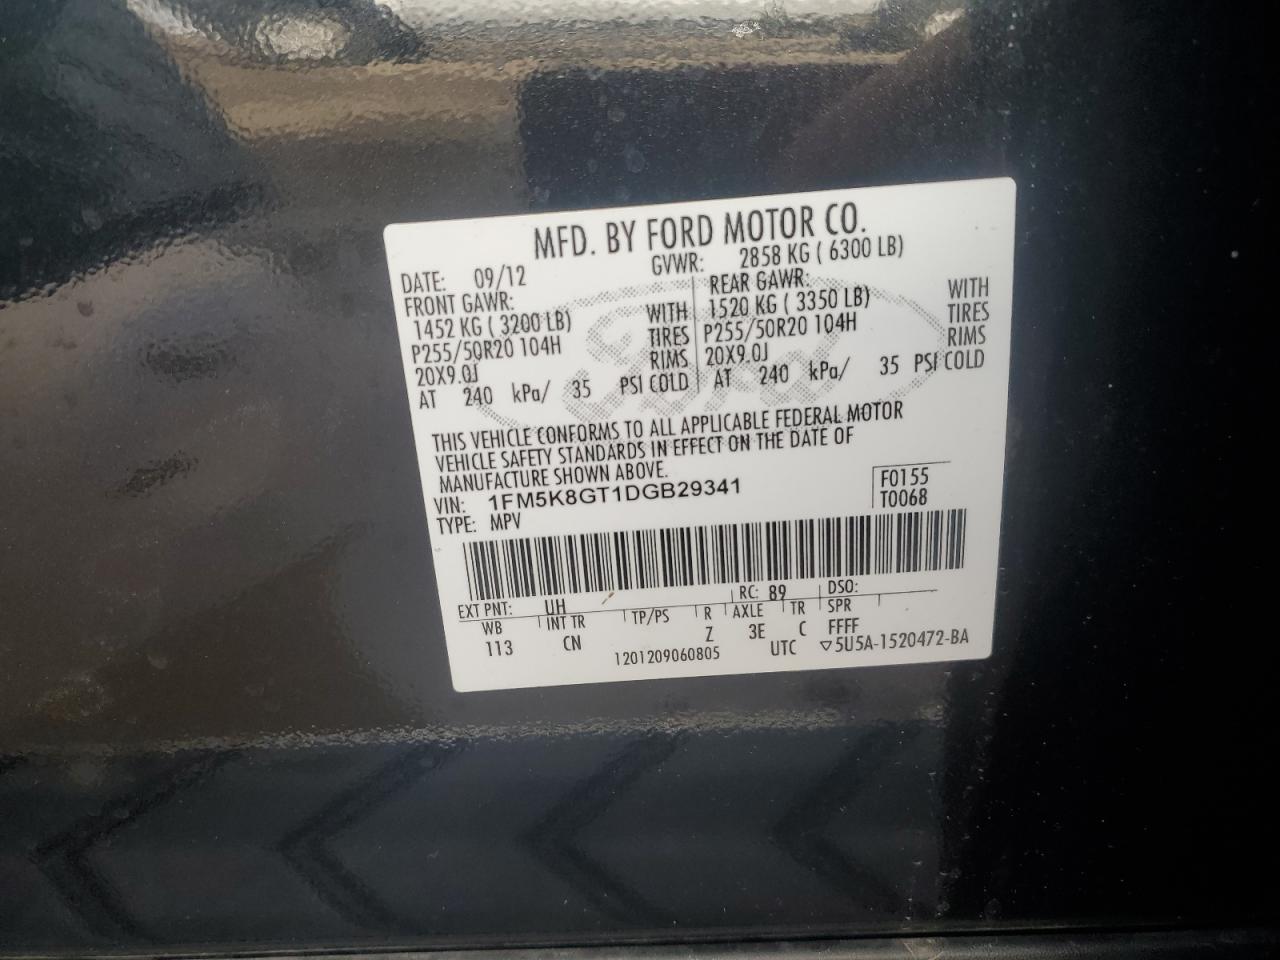 MFD. BY FORD MOTOR CO.
DATE: 09/12 GVWR: 2858 KG ( 6300 LB)
FRONT GAWR: REAR GAWR:
1452 KG ( 3200 LB) WITH 1520 KG ( 3350 LB) WITH
P255/50R20 104H TIRES P255/50R20 104H TIRES
20X9.0J RIMS 20X9.0J RIMS
AT 240 kPa/ 35 PSI COLD AT 240 kPa/ 35 PSI COLD
Ford
THIS VEHICLE CONFORMS TO ALL APPLICABLE FEDERAL MOTOR
VEHICLE SAFETY STANDARDS IN EFFECT ON THE DATE OF
MANUFACTURE SHOWN ABOVE.
VIN: 1FM5K8GT1DGB29341 F0155
TYPE: MPV T0068
EXT PNT: UH RC: 89 DSO:
WB INT TR TP/PS R AXLE TR SPR
113 CN Z 3E C FFFF
1201209060805 UTC ▽5U5A-1520472-BA